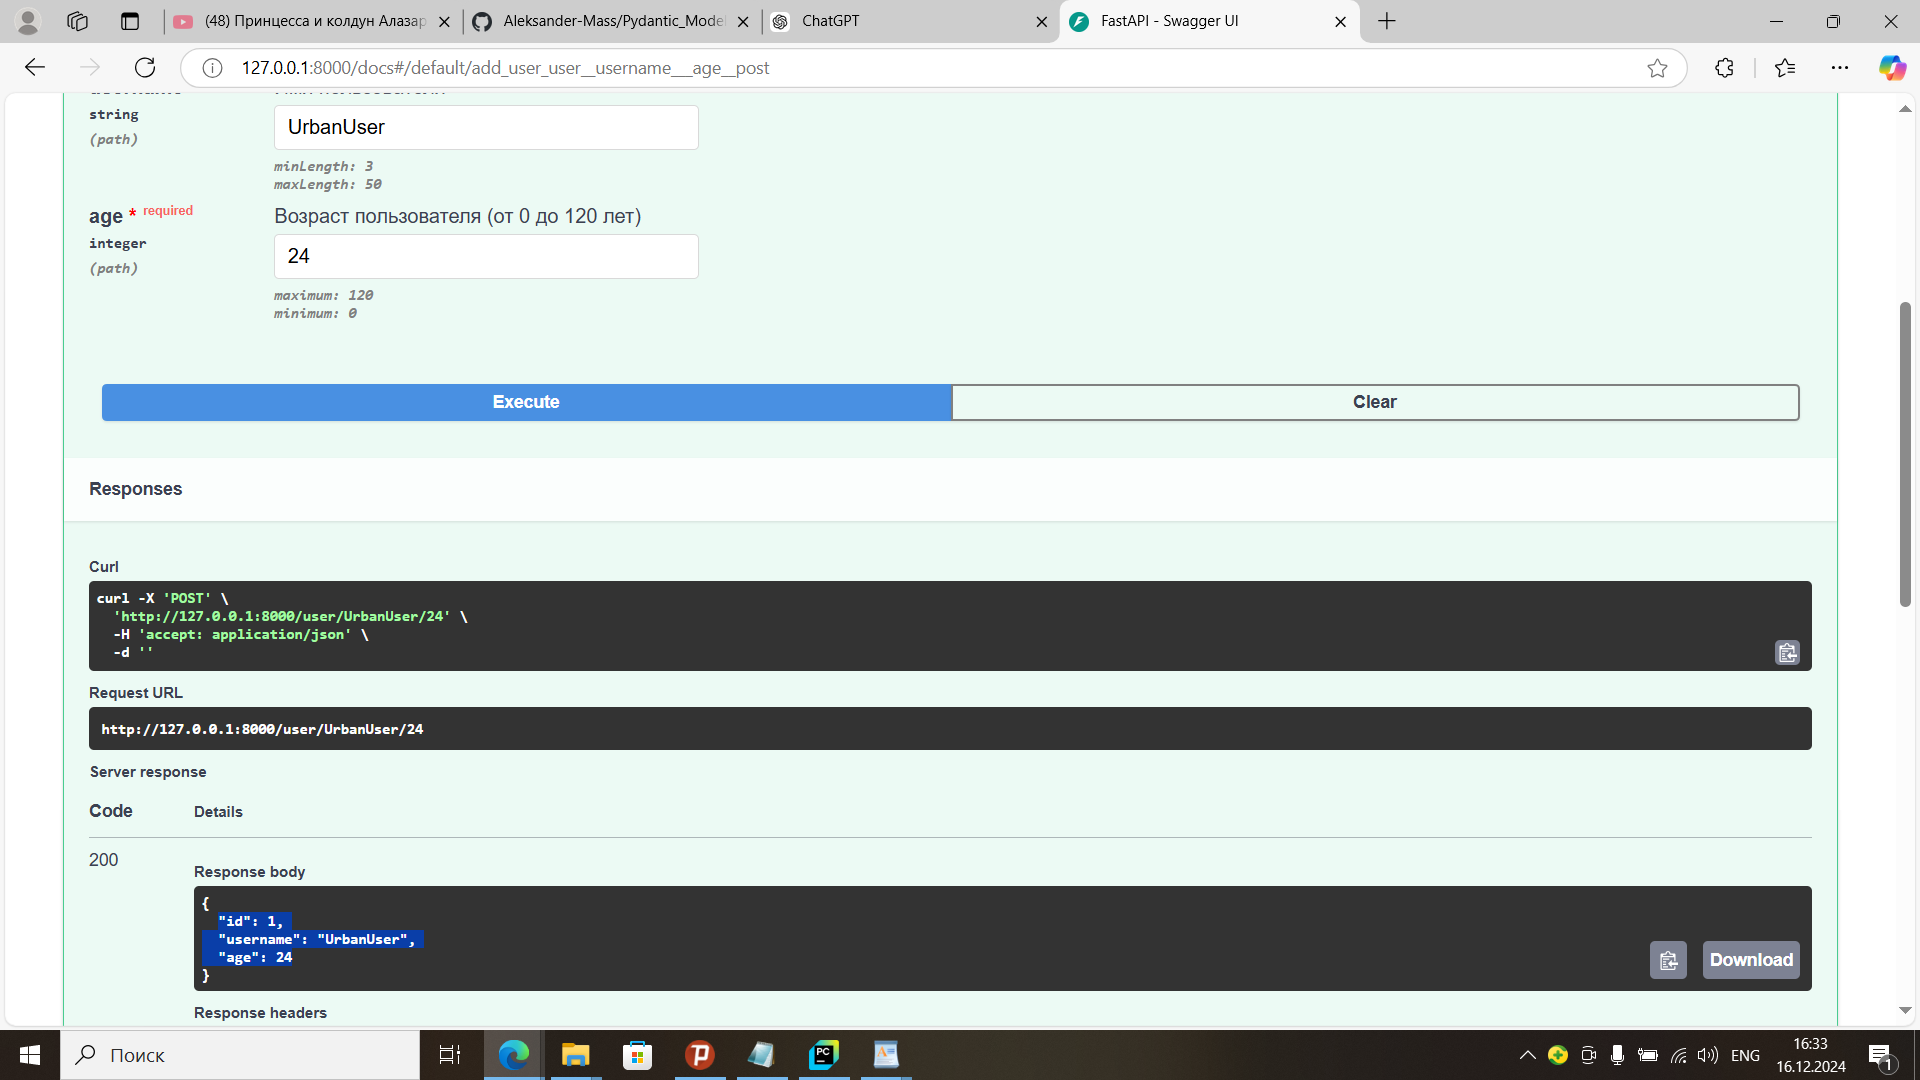 (48) Принцесса и колдун Алазар
Aleksander-Mass/Pydantic_Mode
ChatGPT
FastAPI - Swagger UI
127.0.0.1:8000/docs#/default/add_user_user__username___age__post
string
UrbanUser
(path)
minLength: 3
maxLength: 50
age * required
Возраст пользователя (от 0 до 120 лет)
integer
24
(path)
maximum: 120
minimum: 0
Execute
Clear
Responses
Curl
curl -X 'POST' \
'http://127.0.0.1:8000/user/UrbanUser/24' \
-H 'accept: application/json' \
-d ''
Request URL
http://127.0.0.1:8000/user/UrbanUser/24
Server response
Code
Details
200
Response body
{
"id": 1,
"username": "UrbanUser",
"age": 24
}
Download
Response headers
Поиск
PC
ENG
16:33
16.12.2024
1